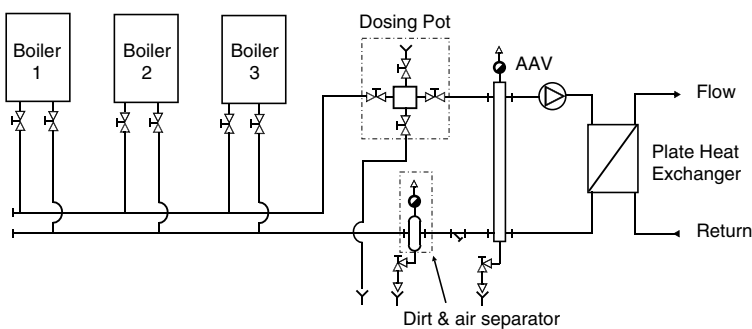 Dosing Pot
Boiler
1
Boiler
2
Boiler
3
AAV
Flow
Plate Heat
Exchanger
Return
Dirt & air separator